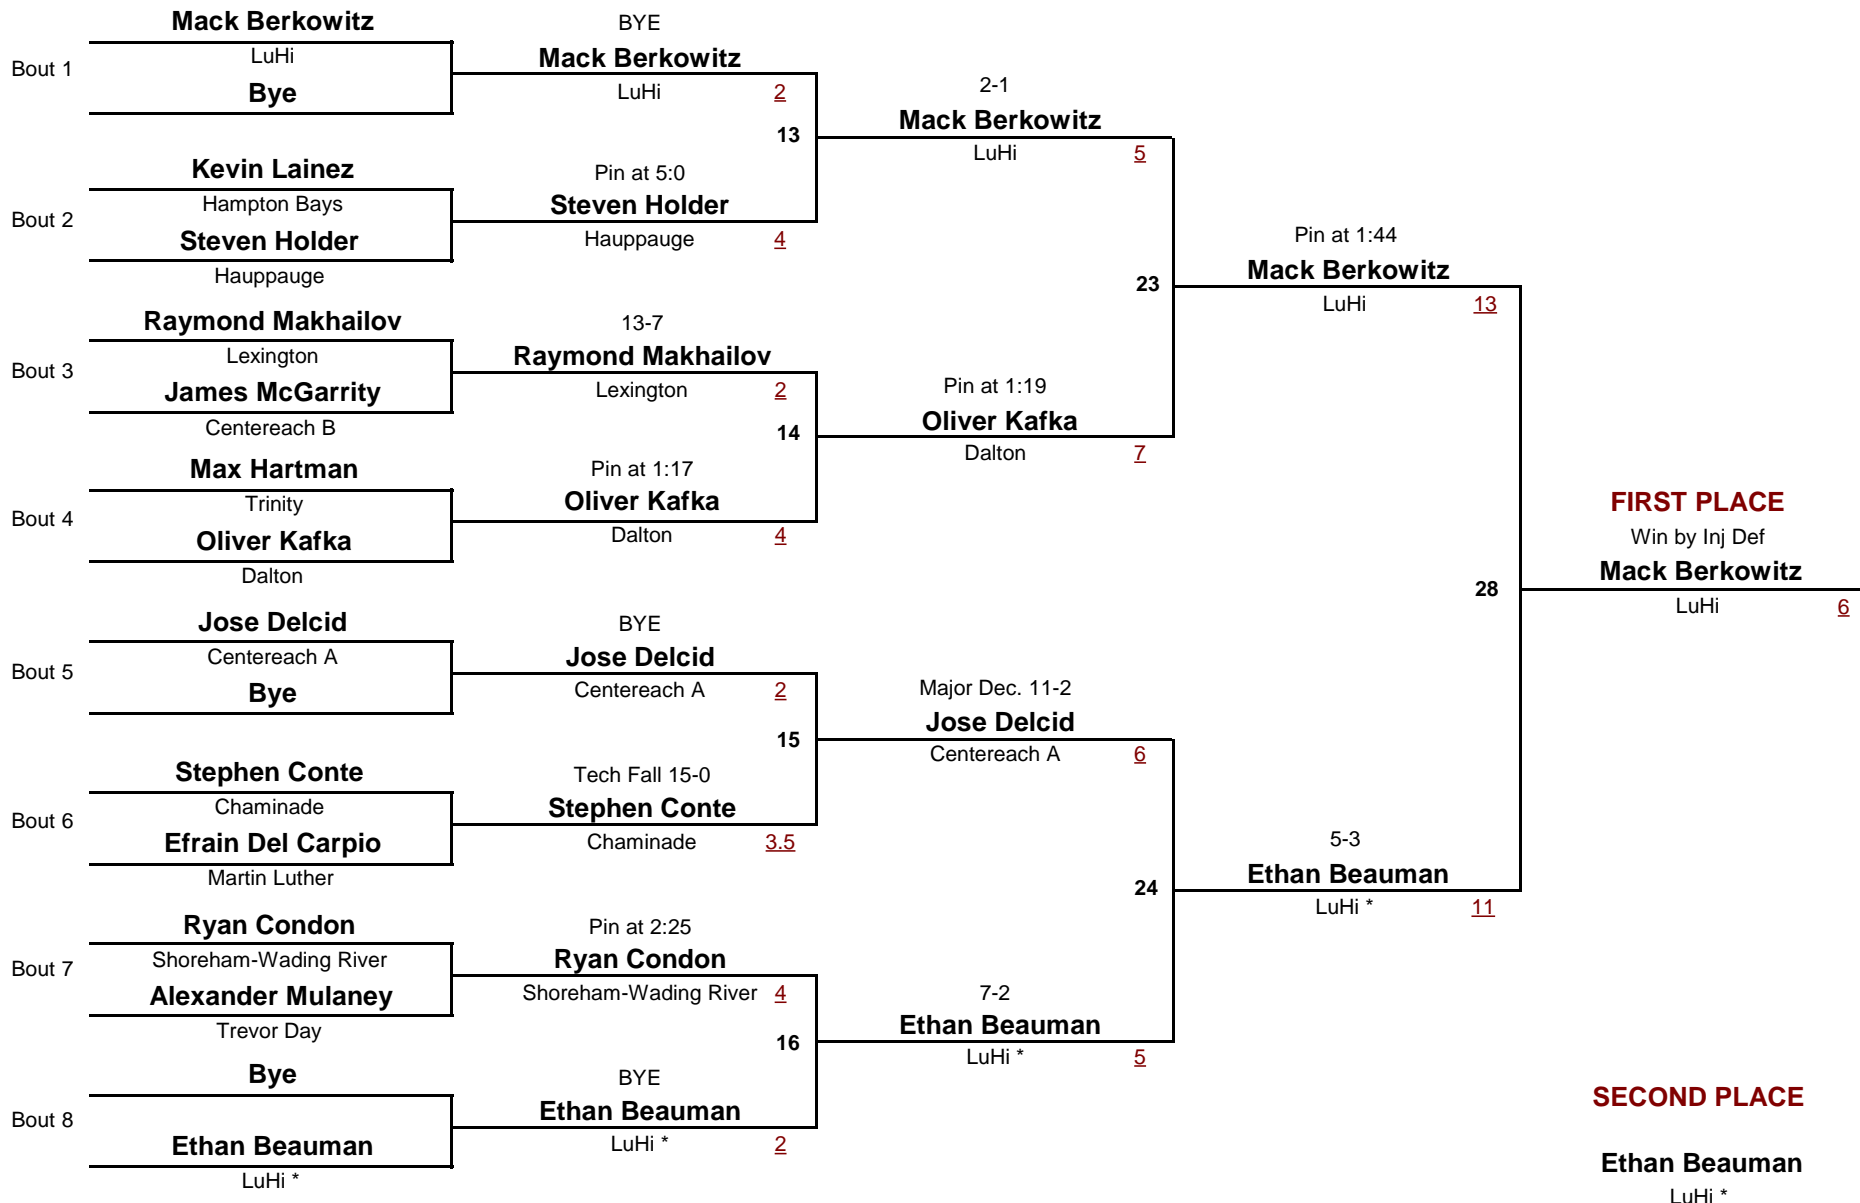 Mack Berkowitz
Bout 1
LuHi
Bye
Kevin Lainez
Bout 2
Hampton Bays
Steven Holder
Hauppauge
Raymond Makhailov
Bout 3
Lexington
James McGarrity
Centereach B
Max Hartman
Bout 4
Trinity
Oliver Kafka
Dalton
Jose Delcid
Bout 5
Centereach A
Bye
Stephen Conte
Bout 6
Chaminade
Efrain Del Carpio
Martin Luther
Ryan Condon
Bout 7
Shoreham-Wading River
Alexander Mulaney
Trevor Day
Bye
Bout 8
Ethan Beauman
LuHi *
BYE
Mack Berkowitz
LuHi 2
13
Pin at 5:0
Steven Holder
Hauppauge 4
13-7
Raymond Makhailov
Lexington 2
14
Pin at 1:17
Oliver Kafka
Dalton 4
BYE
Jose Delcid
Centereach A 2
15
Tech Fall 15-0
Stephen Conte
Chaminade 3.5
Pin at 2:25
Ryan Condon
Shoreham-Wading River 4
16
BYE
Ethan Beauman
LuHi * 2
2-1
Mack Berkowitz
LuHi 5
23
Pin at 1:19
Oliver Kafka
Dalton 7
Major Dec. 11-2
Jose Delcid
Centereach A 6
24
7-2
Ethan Beauman
LuHi * 5
Pin at 1:44
Mack Berkowitz
LuHi 13
28
5-3
Ethan Beauman
LuHi * 11
FIRST PLACE
Win by Inj Def
Mack Berkowitz
LuHi 6
SECOND PLACE
Ethan Beauman
LuHi *